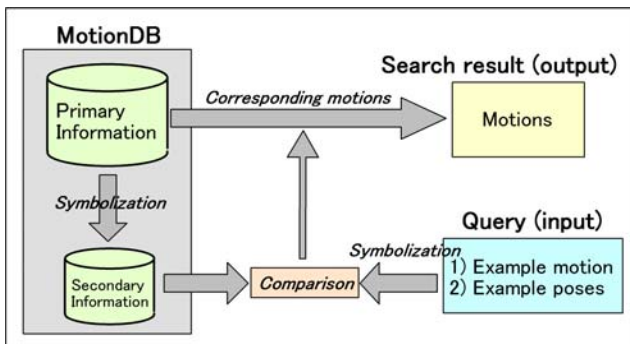 MotionDB
Primary
Information
Symbolization
Secondary
Information
Corresponding motions
Search result (output)
Motions
Comparison
Symbolization
Query (input)
1) Example motion
2) Example poses